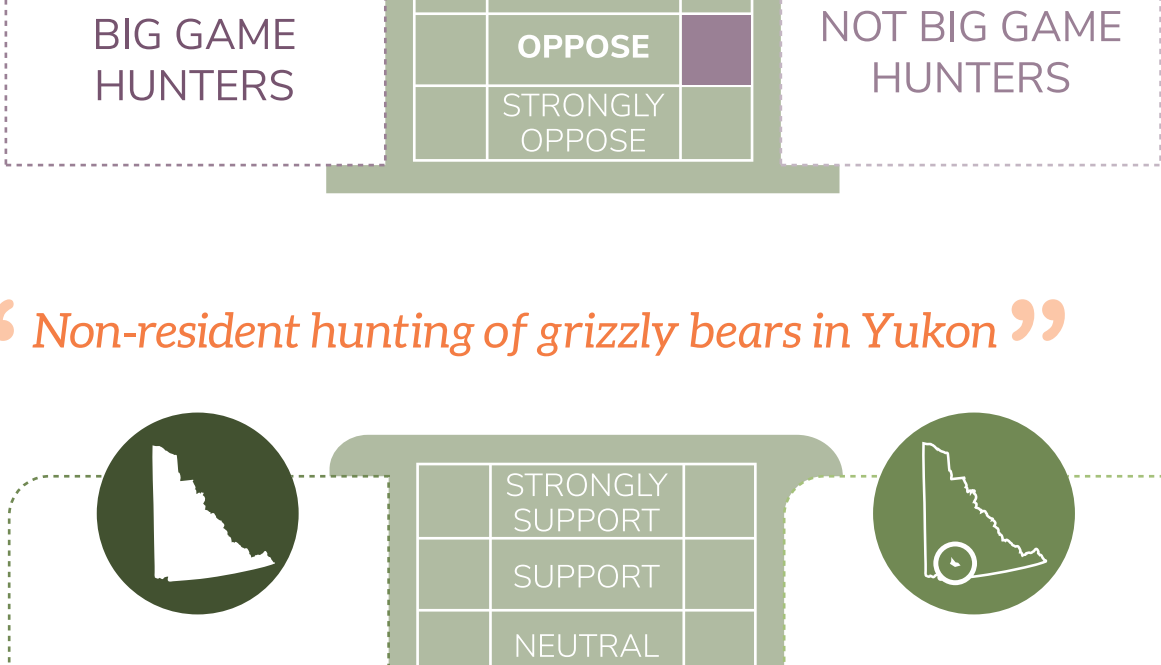 BIG GAME
HUNTERS
OPPOSE
STRONGLY
OPPOSE
NOT BIG GAME
HUNTERS
‘ Non-resident hunting of grizzly bears in Yukon ”
STRONGLY
SUPPORT
SUPPORT
NEUTRAL